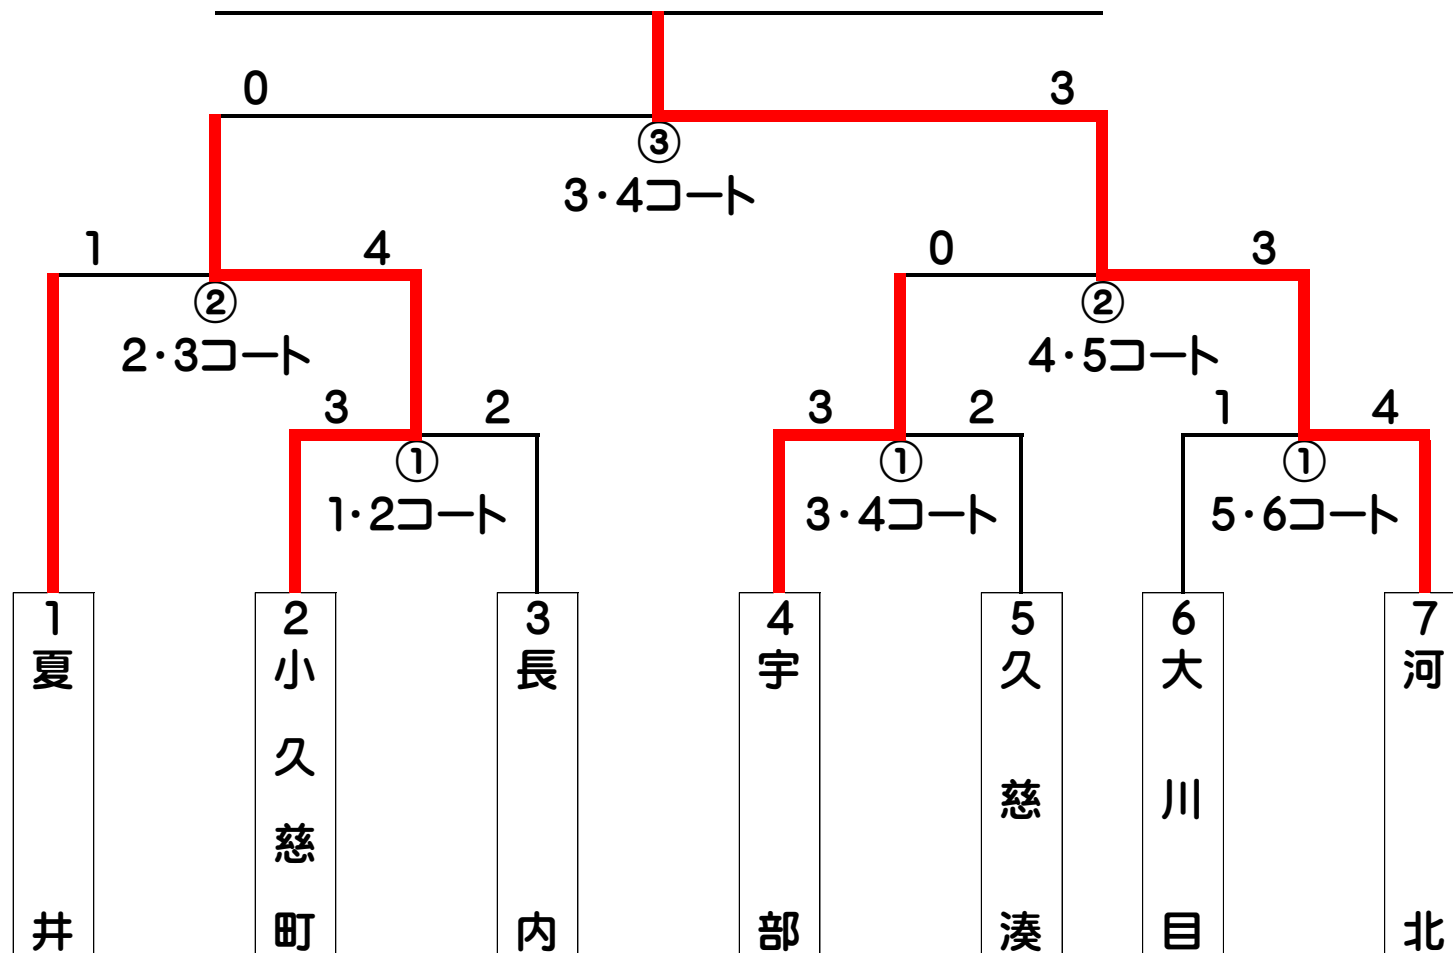 0 3
③
3・4コート
1 4 0 3
② ②
2・3コート 4・5コート
3 2 3 2 1 4
① ① ①
1・2コート 3・4コート 5・6コート
1 2 3 4 5 6 7
夏井
小久慈町
長内
宇部
久慈湊
大川目
河北